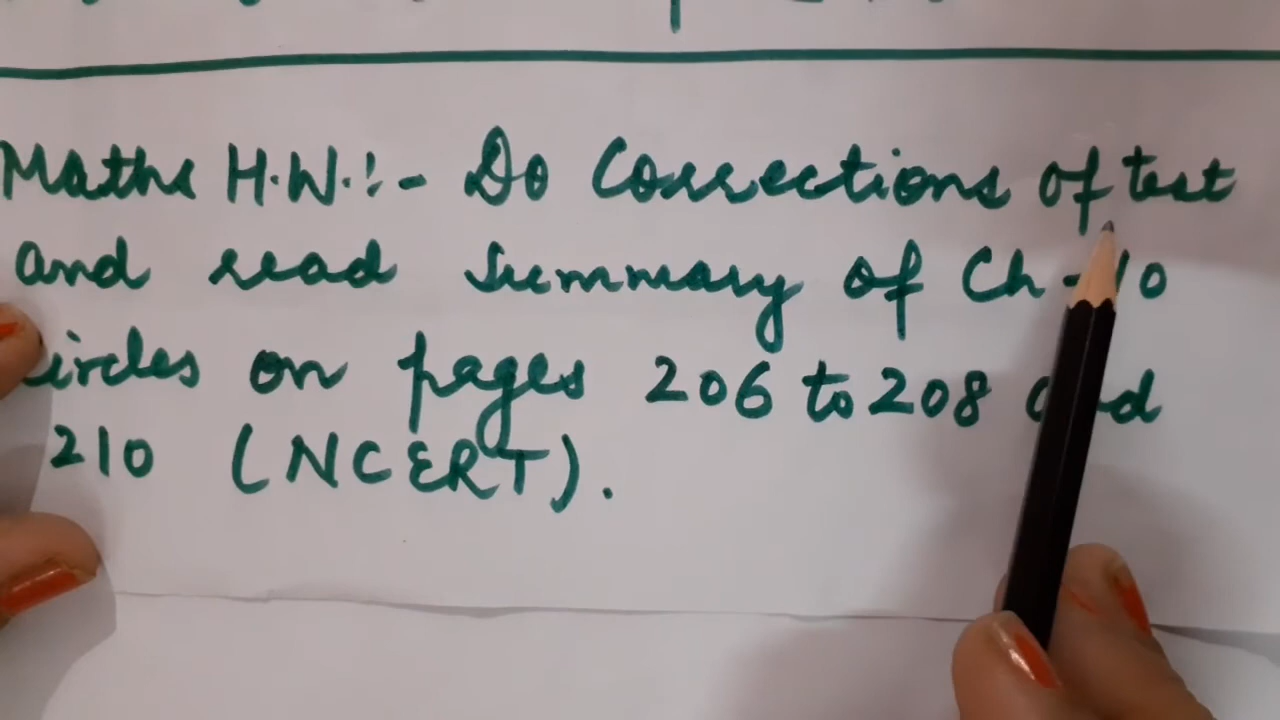 Maths H.W.:- Do Corrections of test
and read Summary of Ch-10
Circles on pages 206 to 208 and
210 (NCERT).